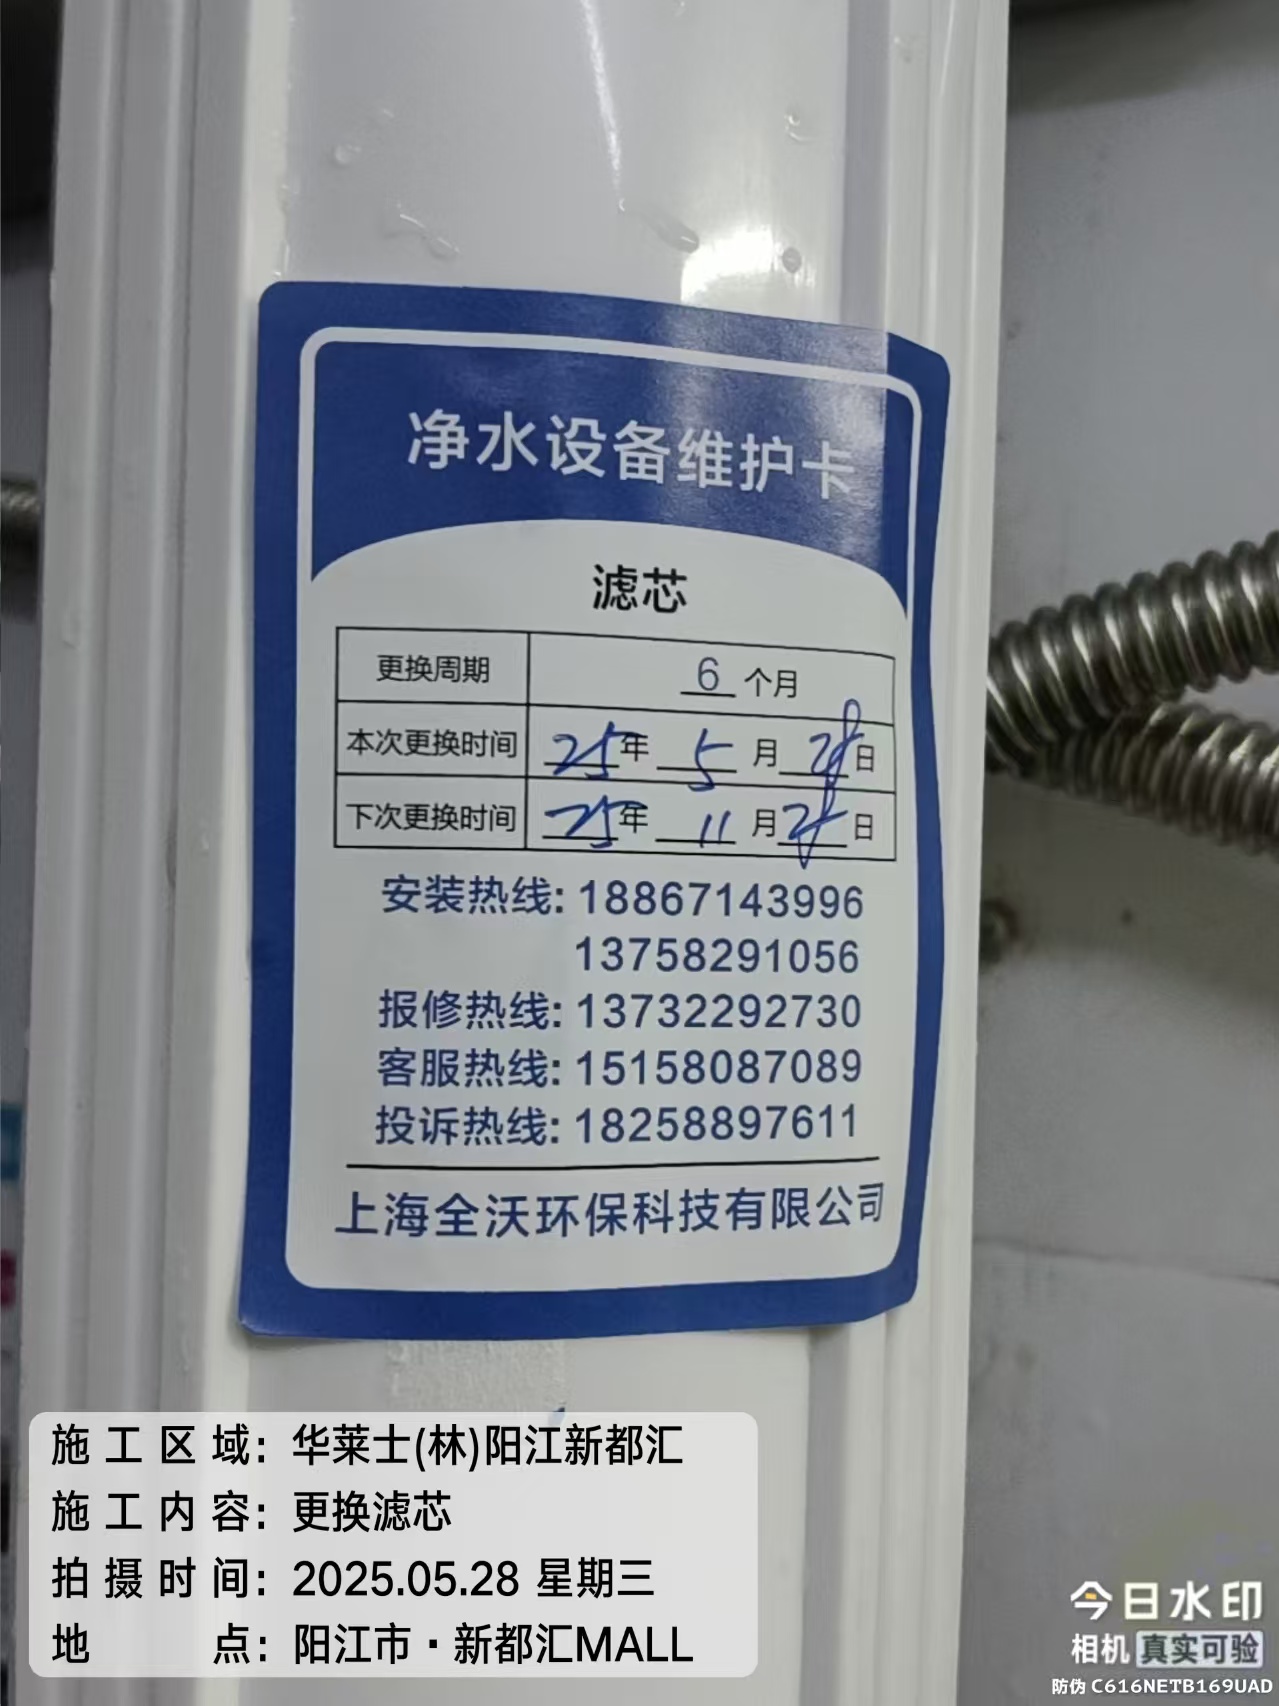 净水设备维护卡
滤芯
更换周期 6 个月
本次更换时间 25年 5 月 28 日
下次更换时间 25年 11 月 28 日
安装热线: 18867143996
13758291056
报修热线: 13732292730
客服热线: 15158087089
投诉热线: 18258897611
上海全沃环保科技有限公司
施工区域: 华莱士(林)阳江新都汇
施工内容: 更换滤芯
拍摄时间: 2025.05.28 星期三
地点: 阳江市·新都汇MALL
今日水印
相机 真实可验
防伪 C616NETB169UAD